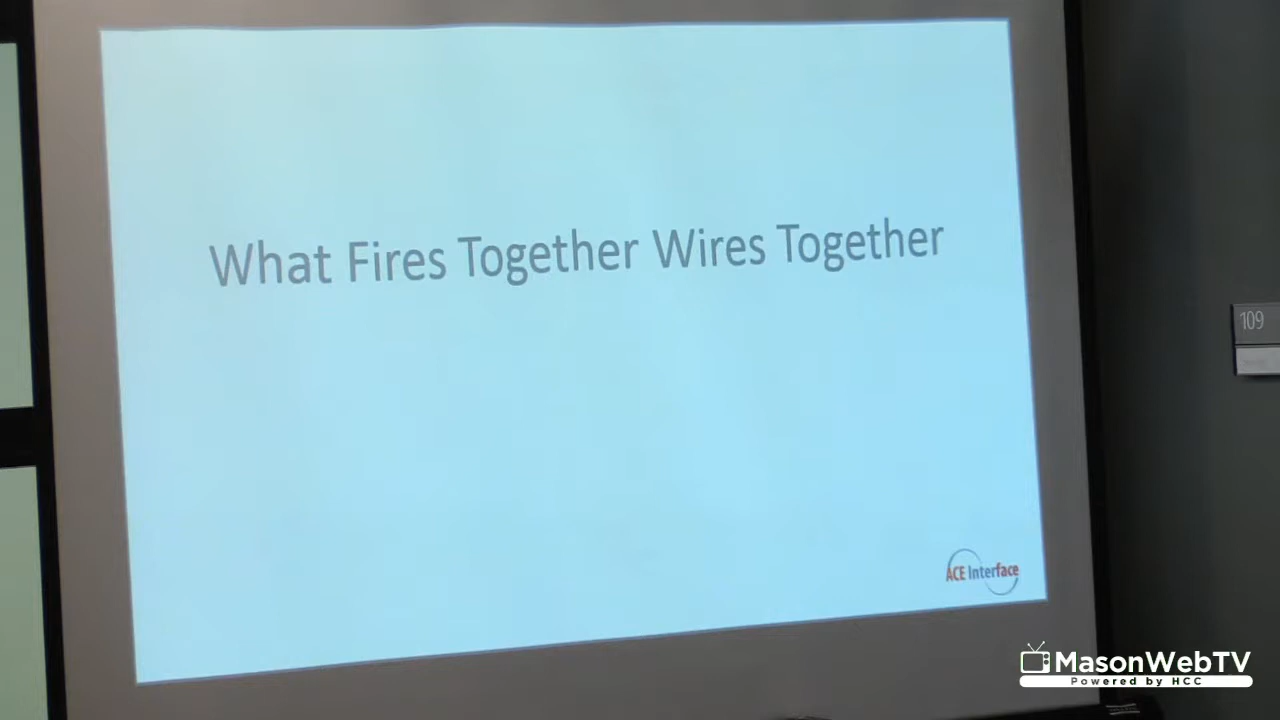 What Fires Together Wires Together
109
ACE Interface
MasonWebTV
Powered by HCC